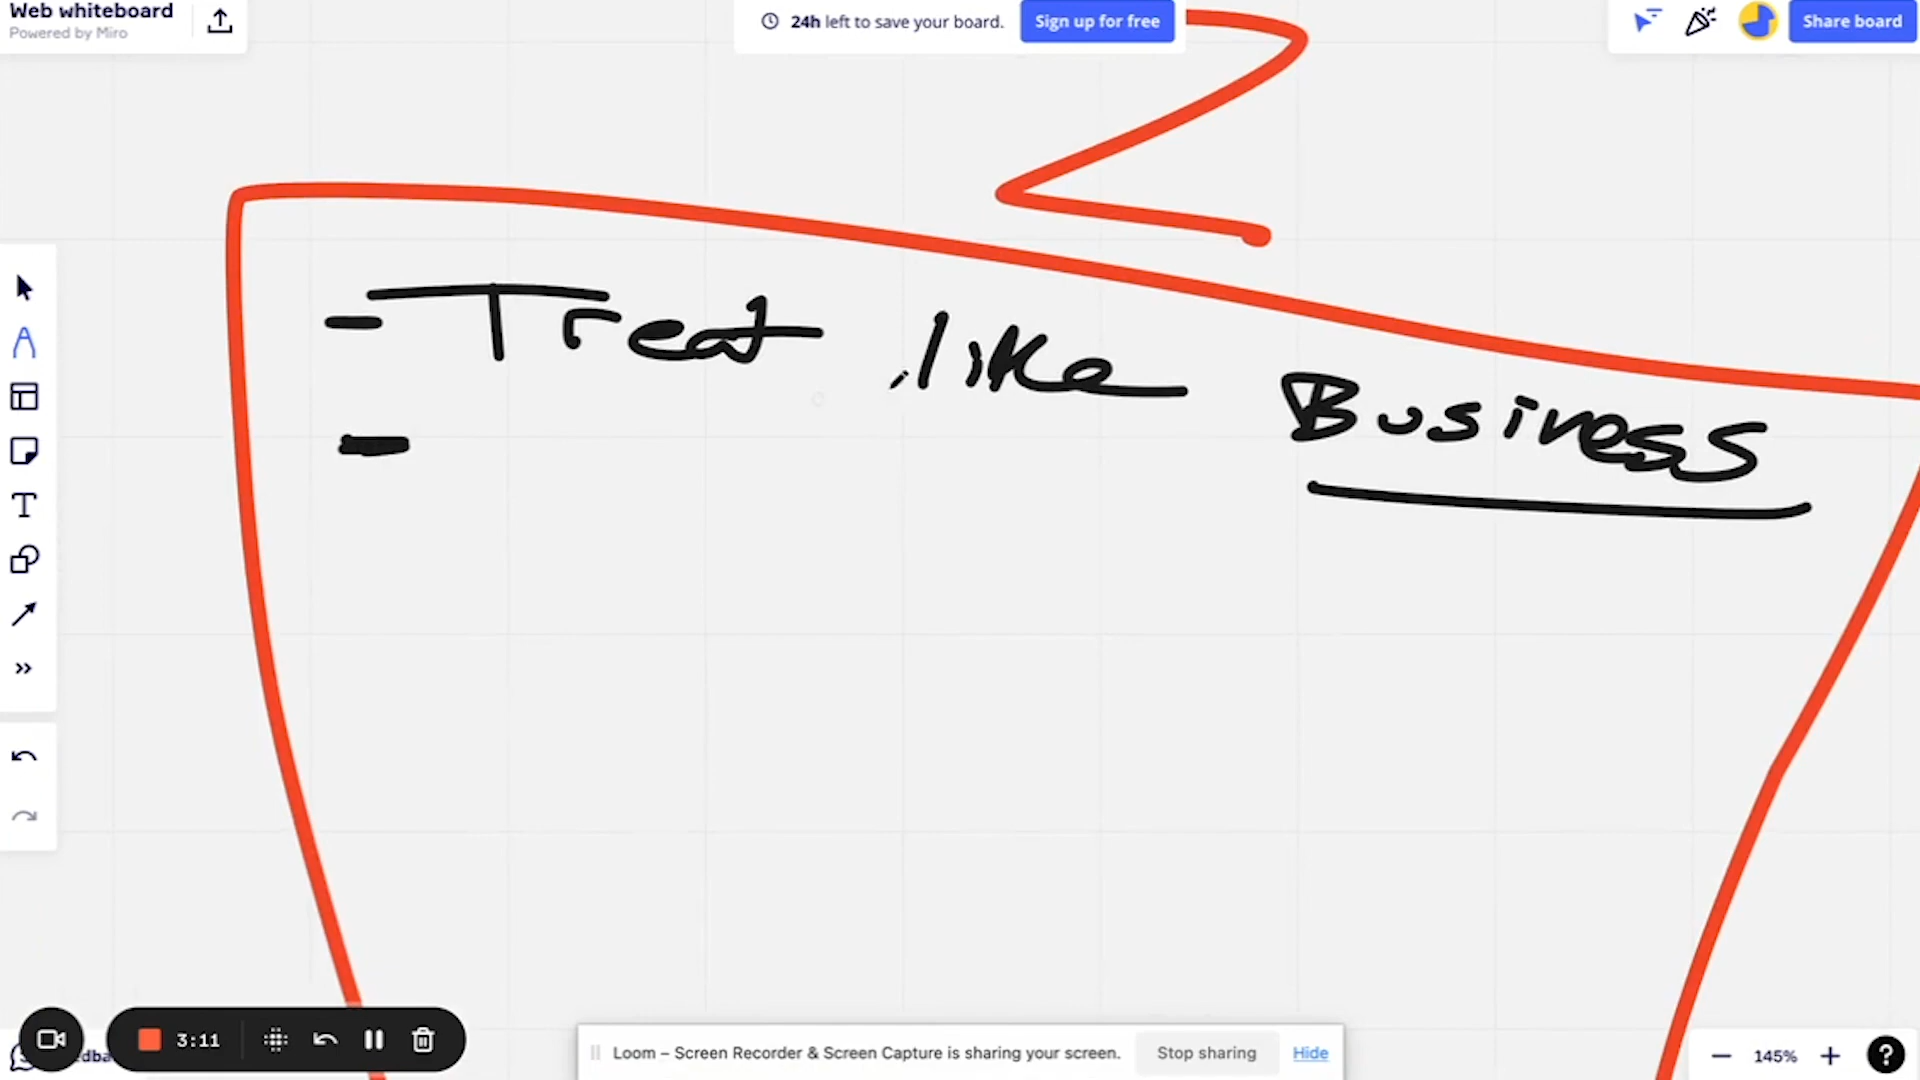 Web whiteboard
Powered by Miro
24h left to save your board.
Sign up for free
Share board
2
- Treat like Business
-
3:11
Loom – Screen Recorder & Screen Capture is sharing your screen.
Stop sharing
Hide
145%